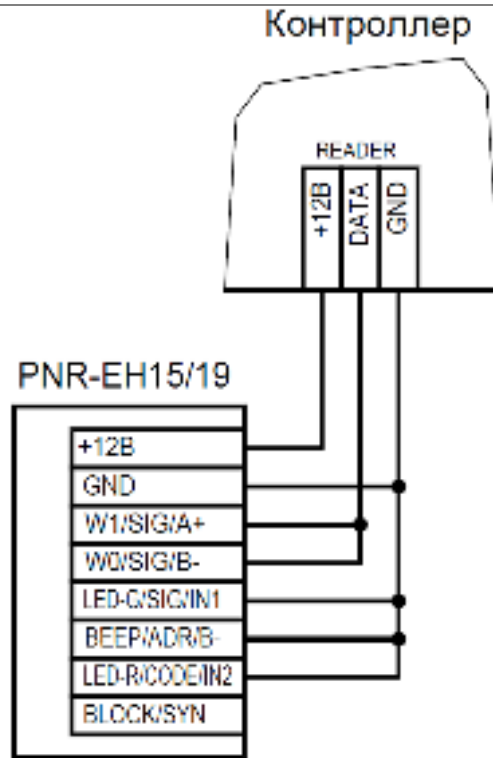 Контроллер
READER
+12В
DATA
GND
PNR-EH15/19
+12В
GND
W1/SIG/A+
W0/SIG/B-
LED-G/SIG/IN1
BEEP/ADR/B-
LED-R/CODE/IN2
BLOCK/SYN